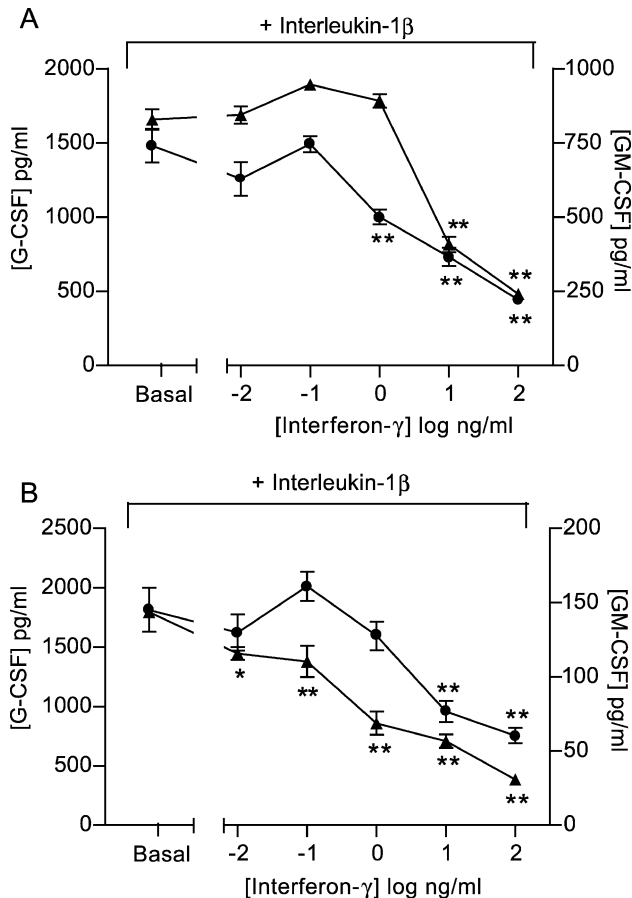 A
+ Interleukin-1β
2000
1500
1000
500
0
[G-CSF] pg/ml
1000
750
500
250
0
[GM-CSF] pg/ml
**
**
**
**
**
Basal
-2 -1 0 1 2
[Interferon-γ] log ng/ml
B
+ Interleukin-1β
2500
2000
1500
1000
500
0
[G-CSF] pg/ml
200
150
100
50
0
[GM-CSF] pg/ml
** **
* ** ** ** **
Basal
-2 -1 0 1 2
[Interferon-γ] log ng/ml